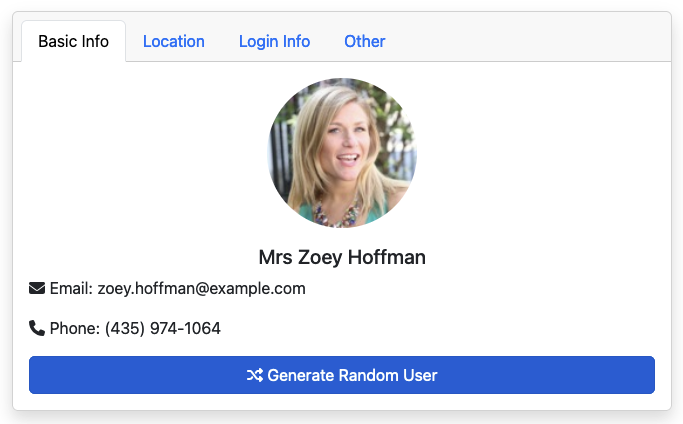 Basic Info Location Login Info Other
Mrs Zoey Hoffman
Email: zoey.hoffman@example.com
Phone: (435) 974-1064
Generate Random User